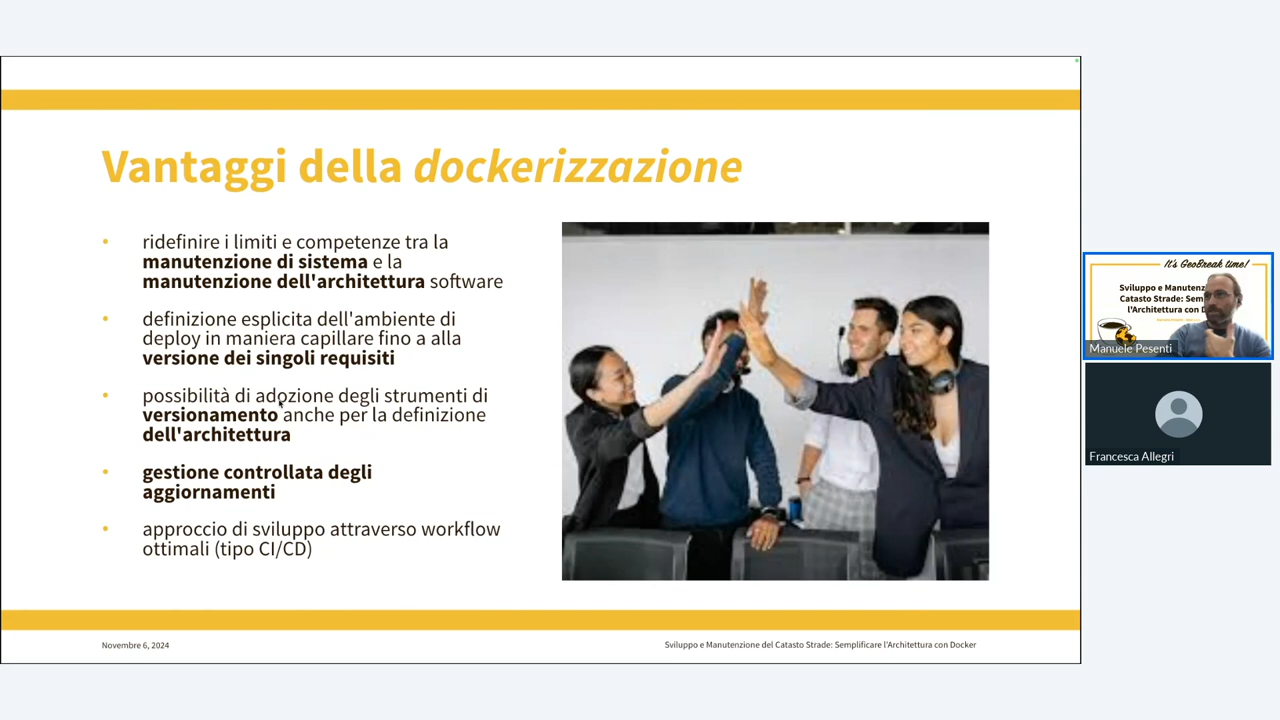 Vantaggi della dockerizzazione
• ridefinire i limiti e competenze tra la
manutenzione di sistema e la
manutenzione dell'architettura software
• definizione esplicita dell'ambiente di
deploy in maniera capillare fino a alla
versione dei singoli requisiti
• possibilità di adozione degli strumenti di
versionamento anche per la definizione
dell'architettura
• gestione controllata degli
aggiornamenti
• approccio di sviluppo attraverso workflow
ottimali (tipo CI/CD)
Novembre 6, 2024
Sviluppo e Manutenzione del Catasto Strade: Semplificare l'Architettura con Docker
It's GeoBreak time!
Sviluppo e Manutenz
Catasto Strade: Sem
l'Architettura con D
Manuele Pesenti
Francesca Allegri